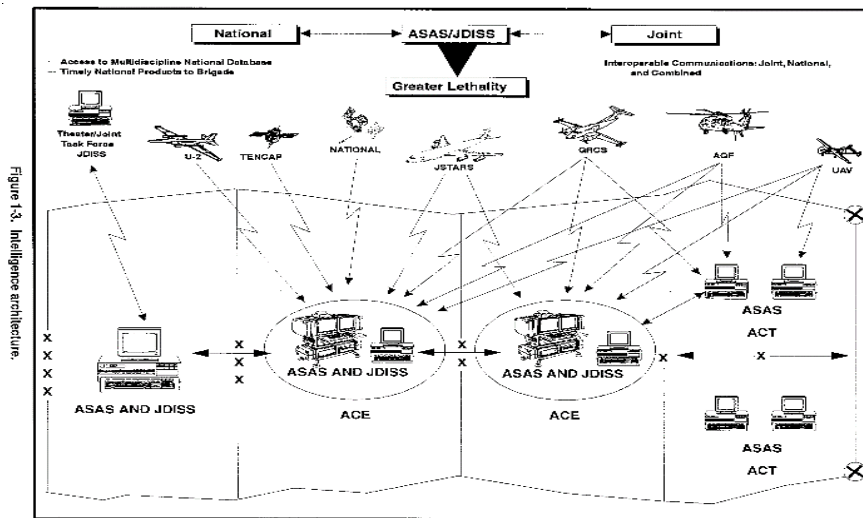 National
ASAS/JDISS
Joint
Access to Multidiscipline National Database
Timely National Products to Brigade
Interoperable Communications: Joint, National,
and Combined
Greater Lethality
Theater/Joint
Task Force
JDISS
U-2
TENCAP
NATIONAL
JSTARS
GRCS
AQF
UAV
X
X
X
X
ASAS AND JDISS
X
X
X
ASAS AND JDISS
ACE
X
X
ASAS AND JDISS
ACE
X
X
ASAS
ACT
X
ASAS
ACT
X
Figure 1-3. Intelligence architecture.